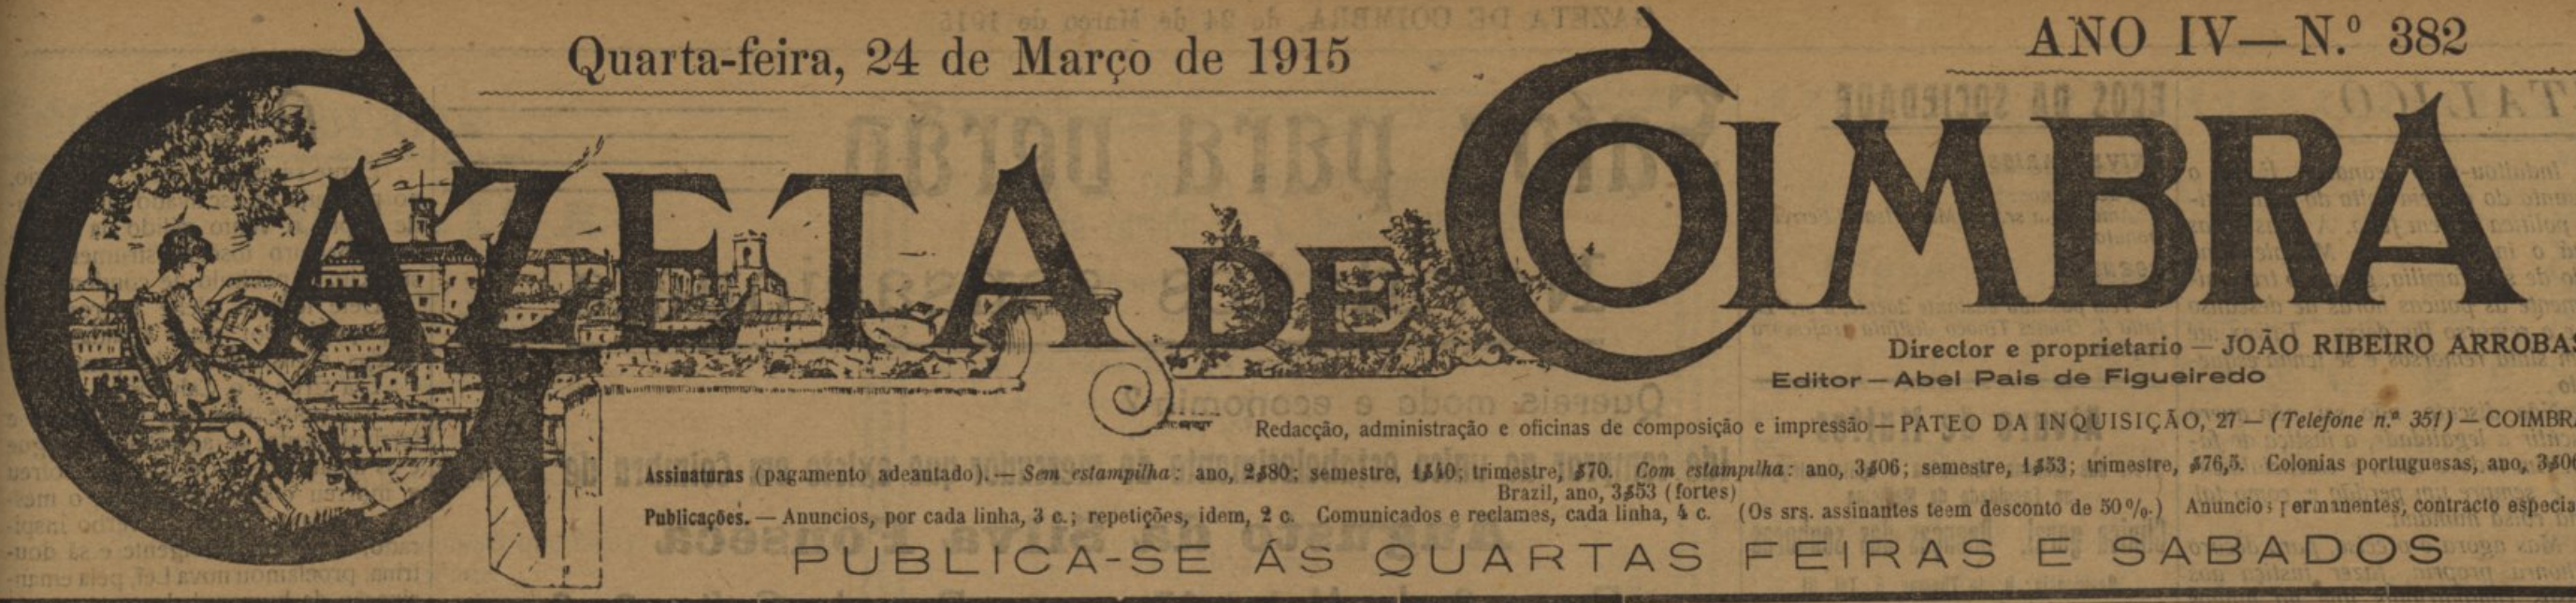 Quarta-feira, 24 de Março de 1915
ANO IV—N.º 382
GAZETA DE COIMBRA
Director e proprietario — JOÃO RIBEIRO ARROBAS
Editor—Abel Pais de Figueiredo
Redacção, administração e oficinas de composição e impressão — PATEO DA INQUISIÇÃO, 27 — (Telefone n.º 351) — COIMBRA
Assinaturas (pagamento adeantado). — Sem estampilha: ano, 2$80; semestre, 1$40; trimestre, $70. Com estampilha: ano, 3$06; semestre, 1$53; trimestre, $76,5. Colonias portuguesas, ano, 3$06
Brazil, ano, 3$53 (fortes)
Publicações. — Anuncios, por cada linha, 3 c.; repetições, idem, 2 c. Comunicados e reclames, cada linha, 4 c. (Os srs. assinantes teem desconto de 50%.) Anuncios permanentes, contracto especia
PUBLICA-SE ÁS QUARTAS FEIRAS E SABADOS